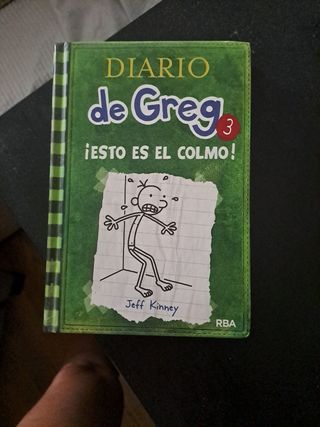 DIARIO
de Greg 3
¡ESTO ES EL COLMO!
Jeff Kinney
RBA